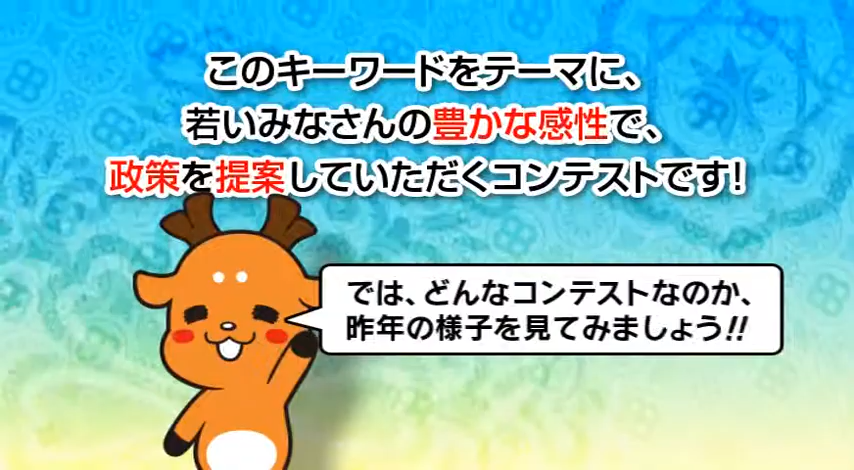 このキーワードをテーマに、
若いみなさんの豊かな感性で、
政策を提案していただくコンテストです!
では、どんなコンテストなのか、
昨年の様子を見てみましょう!!